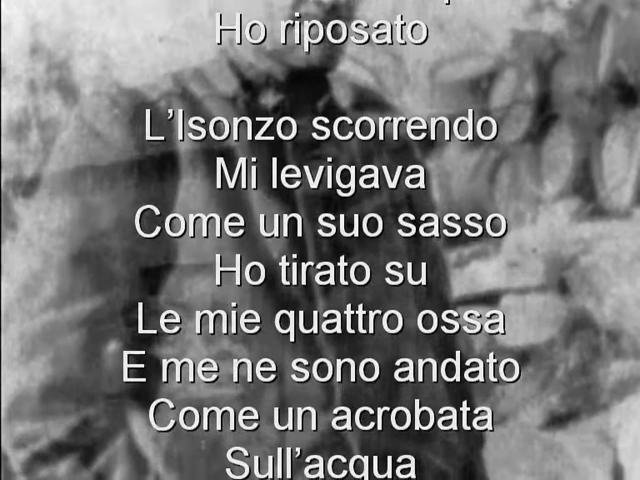 Ho riposato
L'Isonzo scorrendo
Mi levigava
Come un suo sasso
Ho tirato su
Le mie quattro ossa
E me ne sono andato
Come un acrobata
Sull'acqua